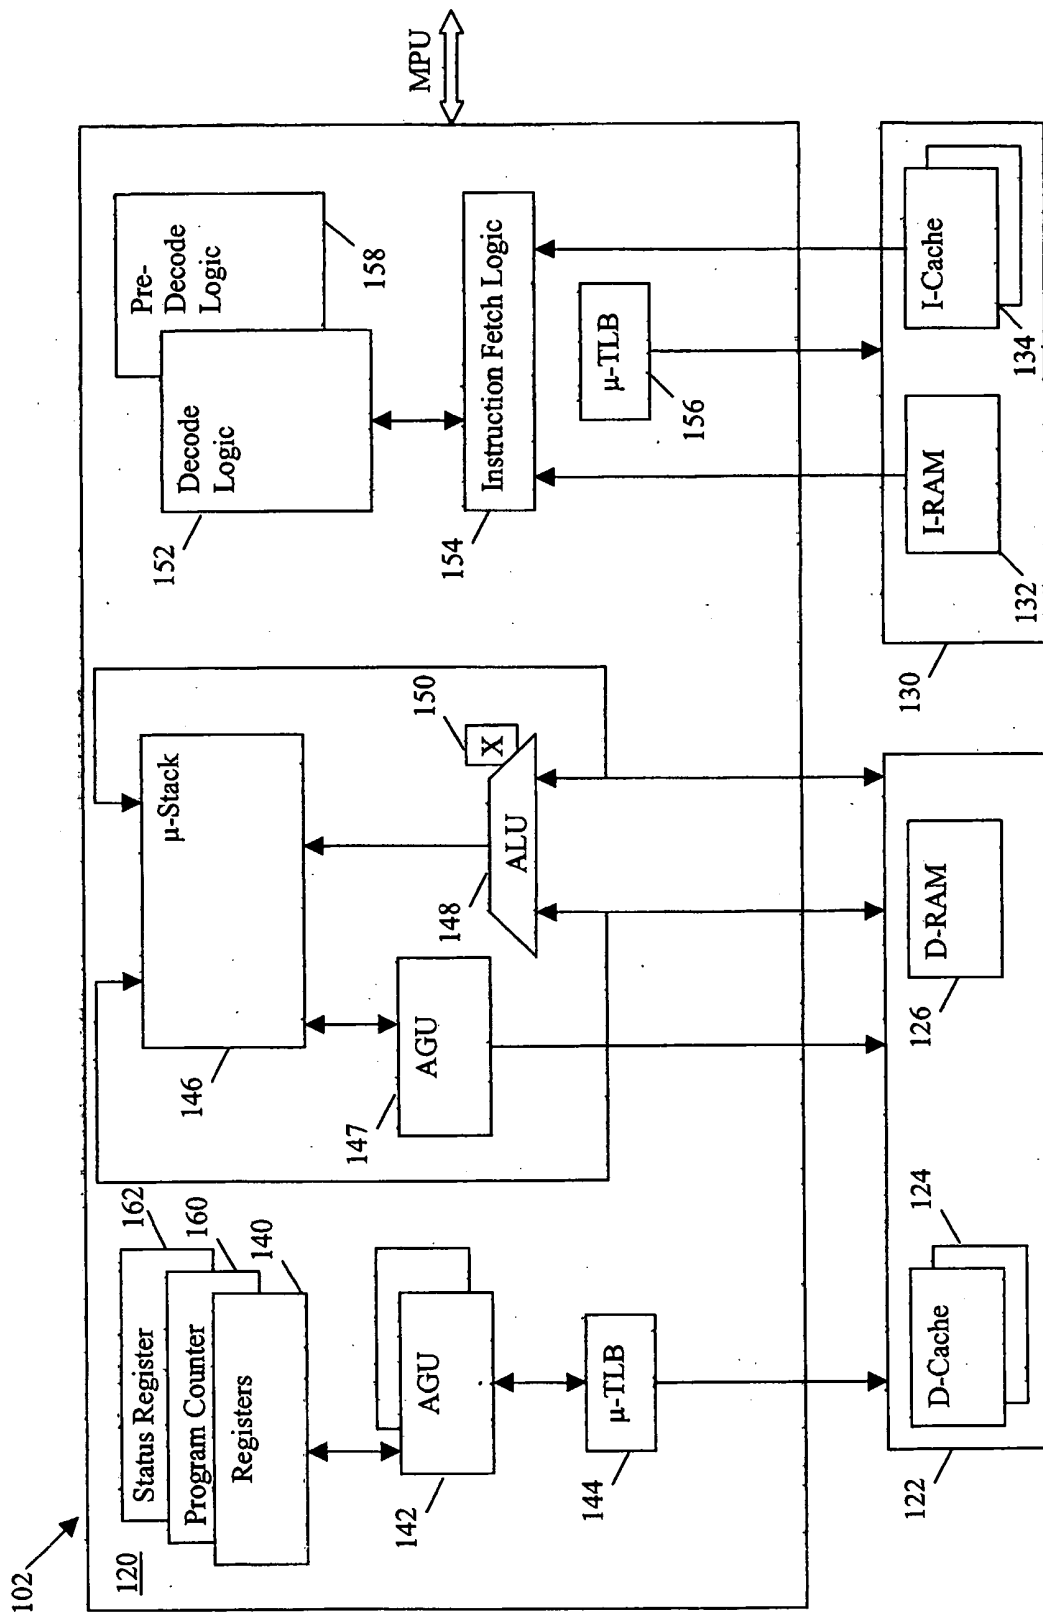 102
120
Status Register
162
Program Counter
160
Registers
140
AGU
142
μ-TLB
144
μ-Stack
146
AGU
147
ALU
148
X
150
Decode
Logic
152
Pre-
Decode
Logic
158
Instruction Fetch Logic
154
μ-TLB
156
MPU
D-Cache
124
D-RAM
126
122
I-RAM
132
I-Cache
134
130